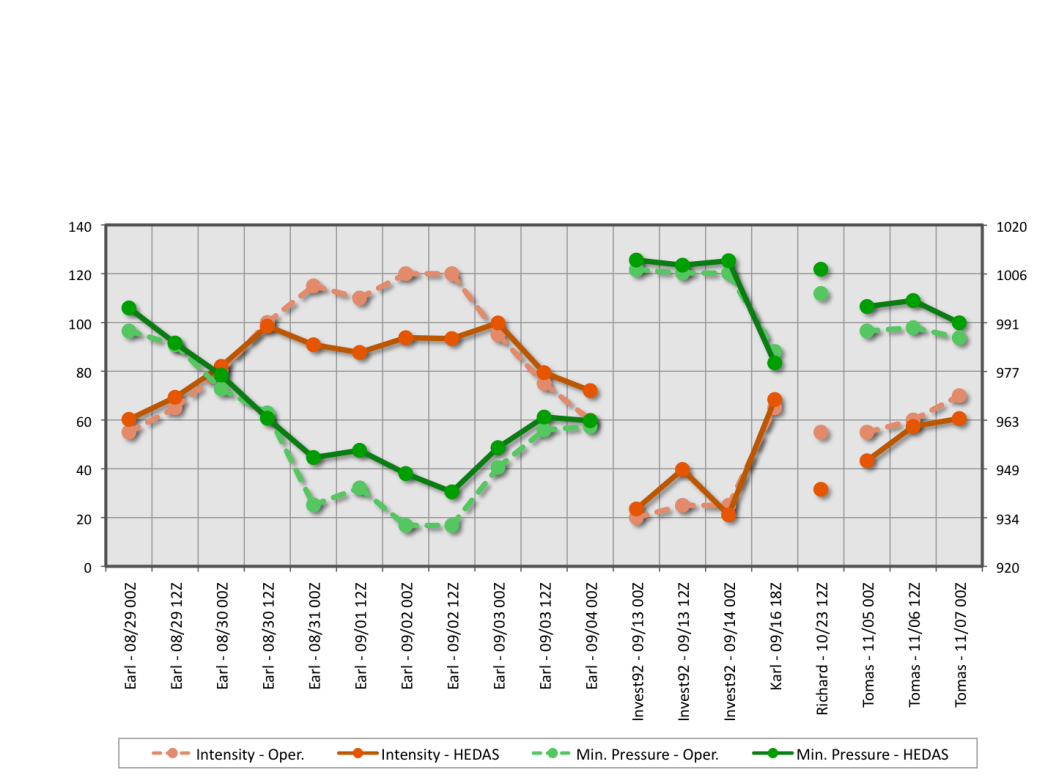 140
120
100
80
60
40
20
0
1020
1006
991
977
963
949
934
920
Earl - 08/29 00Z
Earl - 08/29 12Z
Earl - 08/30 00Z
Earl - 08/30 12Z
Earl - 08/31 00Z
Earl - 09/01 12Z
Earl - 09/02 00Z
Earl - 09/02 12Z
Earl - 09/03 00Z
Earl - 09/03 12Z
Earl - 09/04 00Z
Invest92 - 09/13 00Z
Invest92 - 09/13 12Z
Invest92 - 09/14 00Z
Karl - 09/16 18Z
Richard - 10/23 12Z
Tomas - 11/05 00Z
Tomas - 11/06 12Z
Tomas - 11/07 00Z
Intensity - Oper. Intensity - HEDAS Min. Pressure - Oper. Min. Pressure - HEDAS